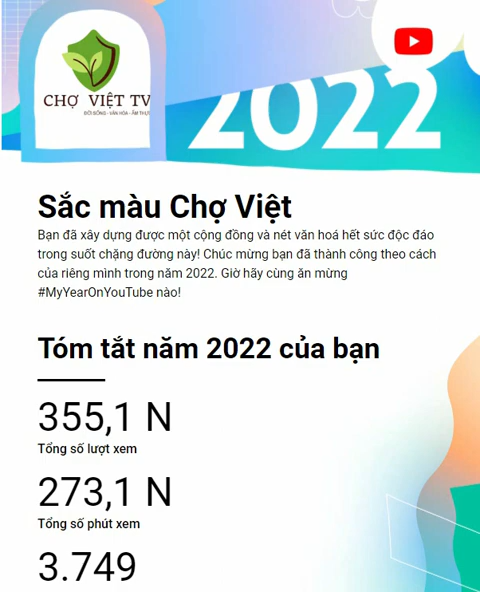 2022
CHỢ VIỆT TV
ĐỜI SỐNG - VĂN HÓA - ẨM THỰC
Sắc màu Chợ Việt
Bạn đã xây dựng được một cộng đồng và nét văn hoá hết sức độc đáo
trong suốt chặng đường này! Chúc mừng bạn đã thành công theo cách
của riêng mình trong năm 2022. Giờ hãy cùng ăn mừng
#MyYearOnYouTube nào!
Tóm tắt năm 2022 của bạn
355,1 N
Tổng số lượt xem
273,1 N
Tổng số phút xem
3.749